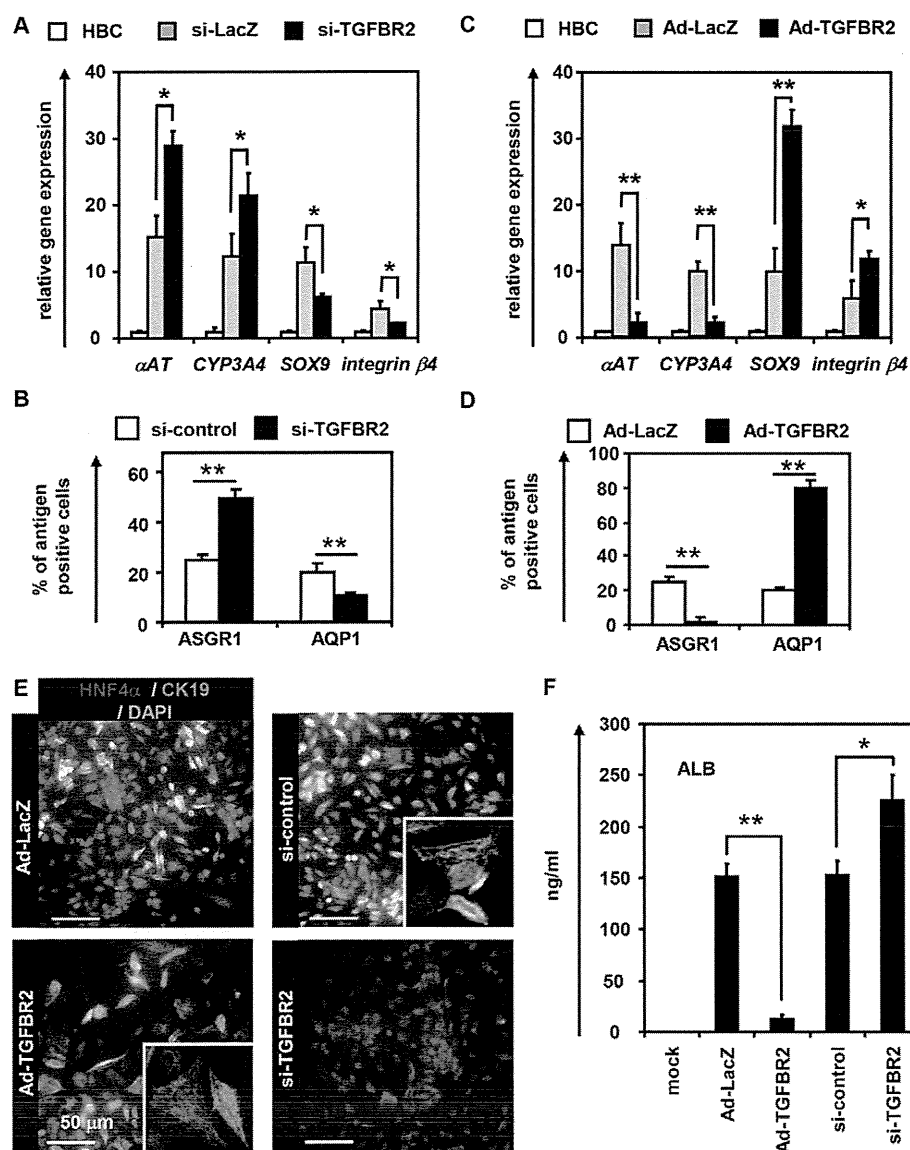 A □ HBC ■ si-LacZ ■ si-TGFBR2
relative gene expression
40
30
20
10
0
* * * *
αAT CYP3A4 SOX9 integrin β4
C □ HBC ■ Ad-LacZ ■ Ad-TGFBR2
relative gene expression
40
30
20
10
0
** ** ** *
αAT CYP3A4 SOX9 integrin β4
B □ si-control ■ si-TGFBR2
% of antigen
positive cells
60
40
20
0
** **
ASGR1 AQP1
D □ Ad-LacZ ■ Ad-TGFBR2
% of antigen
positive cells
100
80
60
40
20
0
** **
ASGR1 AQP1
E
HNF4α / CK19
/ DAPI
Ad-LacZ
si-control
Ad-TGFBR2
50 μm
si-TGFBR2
F
ALB
ng/ml
300
250
200
150
100
50
0
** *
mock Ad-LacZ Ad-TGFBR2 si-control si-TGFBR2